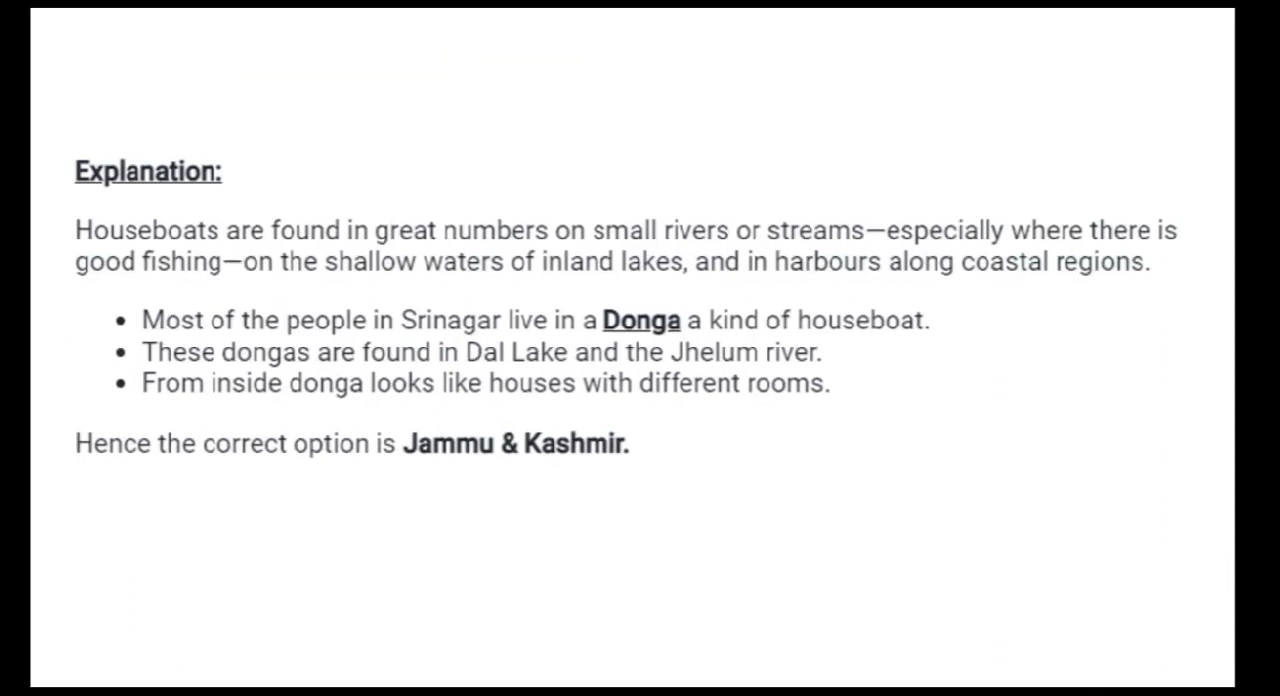 Explanation:
Houseboats are found in great numbers on small rivers or streams—especially where there is
good fishing—on the shallow waters of inland lakes, and in harbours along coastal regions.
• Most of the people in Srinagar live in a Donga a kind of houseboat.
• These dongas are found in Dal Lake and the Jhelum river.
• From inside donga looks like houses with different rooms.
Hence the correct option is Jammu & Kashmir.